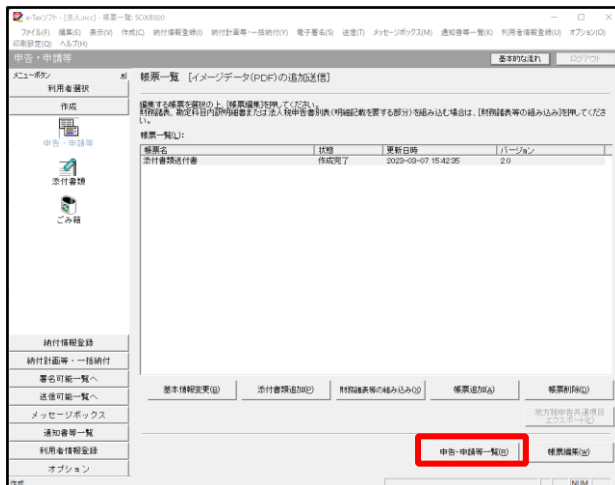 e-Taxソフト - [法人.ncc] - 帳票一覧: SC00E020
ファイル(F) 編集(E) 表示(V) 作成(C) 納付情報登録(I) 納付計画等・一括納付(Y) 電子署名(S) 送信(T) メッセージボックス(M) 通知書等一覧(K) 利用者情報登録(U) オプション(O)
印刷設定(Q) ヘルプ(H)
申告・申請等
基本的な流れ
ログアウト
メニューボタン
利用者選択
作成
申告・申請等
添付書類
ごみ箱
帳票一覧 [イメージデータ(PDF)の追加送信]
編集する帳票を選択の上、[帳票編集]を押してください。
財務諸表、勘定科目内訳明細書または法人税申告書別表(明細記載を要する部分)を組み込む場合は、[財務諸表等の組み込み]を押してくださ
い。
帳票一覧(L):
帳票名 状態 更新日時 バージョン
添付書類送付書 作成完了 2023-03-07 15:42:35 2.0
納付情報登録
納付計画等・一括納付
署名可能一覧へ
送信可能一覧へ
メッセージボックス
通知書等一覧
利用者情報登録
オプション
基本情報変更(B) 添付書類追加(P) 財務諸表等の組み込み(X) 帳票追加(A) 帳票削除(D)
地方税申告共通項目
エクスポート(E)
申告・申請等一覧(R) 帳票編集(W)
作成
NUM